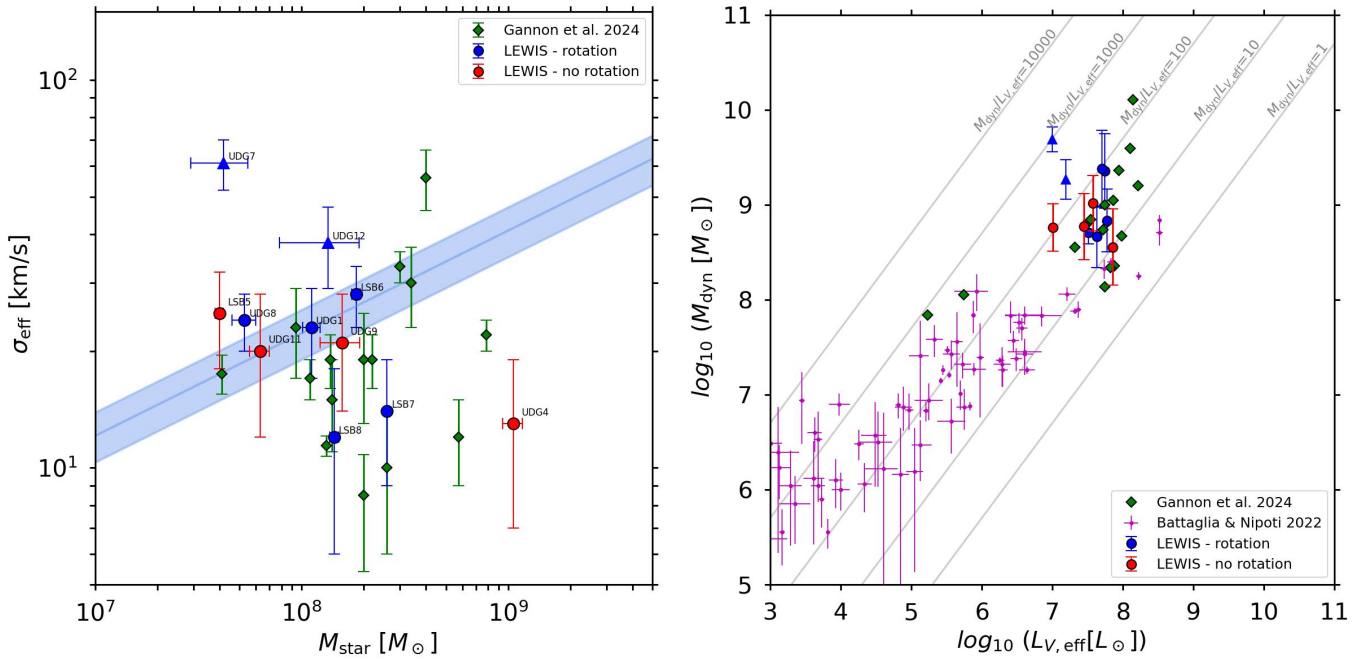 Gannon et al. 2024
LEWIS - rotation
LEWIS - no rotation
10²
10¹
σ_eff [km/s]
UDG7
UDG12
LSB6
LSB5
UDG8
UDG1
UDG9
UDG11
LSB7
LSB8
UDG4
10⁷
10⁸
10⁹
M_star [M_⊙]
11
10
9
8
7
6
5
log₁₀ (M_dyn [M_⊙])
M_dyn/L_V,eff=10000
M_dyn/L_V,eff=1000
M_dyn/L_V,eff=100
M_dyn/L_V,eff=10
M_dyn/L_V,eff=1
Gannon et al. 2024
Battaglia & Nipoti 2022
LEWIS - rotation
LEWIS - no rotation
3 4 5 6 7 8 9 10 11
log₁₀ (L_V,eff[L_⊙])